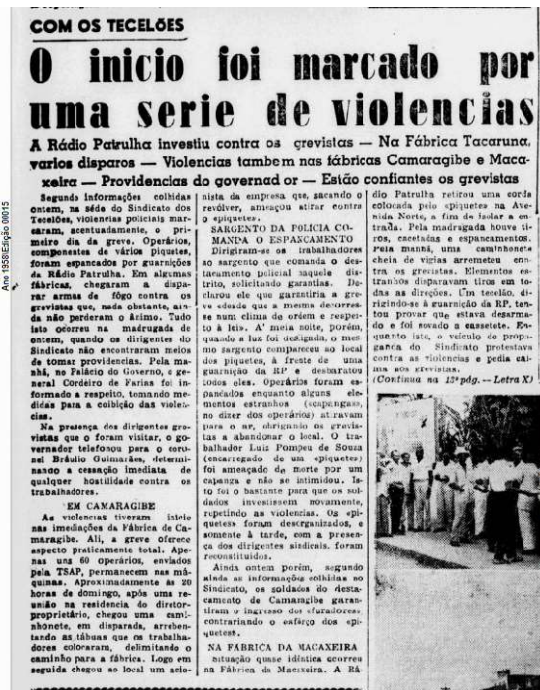 COM OS TECELÕES
O inicio foi marcado por
uma serie de violencias
A Rádio Patrulha investiu contra os grevistas — Na Fábrica Tacaruna,
varios disparos — Violencias tambem nas fábricas Camaragibe e Maca-
xeira — Providencias do governad or — Estão confiantes os grevistas
Ano 1958\Edição 00015
Segundo informações colhidas
ontem, na séde do Sindicato dos
Tecelões, violencias policiais mar-
caram, acentuadamente, o pri-
meiro dia da greve. Operários,
componentes de vários piquetes,
foram espancados por guarnições
da Rádio Patrulha. Em algumas
fábricas, chegaram a dispa-
rar armas de fôgo contra os
grevistas que, nada obstante, ain-
da não perderam o ânimo. Tudo
isto ocorreu na madrugada de
ontem, quando os dirigentes do
Sindicato não encontraram meios
de tomar providencias. Pela ma-
nhã, no Palácio do Governo, o ge-
neral Cordeiro de Farias foi in-
formado a respeito, tomando me-
didas para a coibição das violen-
cias.
Na presença dos dirigentes gre-
vistas que o foram visitar, o go-
vernador telefonou para o coro-
nel Bráulio Guimarães, determi-
nando a cessação imediata de
qualquer hostilidade contra os
trabalhadores.
EM CAMARAGIBE
As violencias tiveram inicio
nas imediações da Fábrica de Ca-
maragibe. Ali, a greve oferece
aspecto praticamente total. Ape-
nas uns 60 operários, enviados
pela TSAP, permanecem nas má-
quinas. Aproximadamente às 20
horas de domingo, após uma re-
união na residencia do diretor-
proprietário, chegou uma cami-
nhonete, em disparada, arreben-
tando as tábuas que os trabalha-
dores colocaram, delimitando o
caminho para a fábrica. Logo em
seguida chegou ao local um acio-
nista da empresa que, sacando o
revólver, ameaçou atirar contra
o «piquete».
SARGENTO DA POLICIA CO-
MANDA O ESPANCAMENTO
Dirigiram-se os trabalhadores
ao sargento que comanda o des-
tacamento policial naquele dis-
trito, solicitando garantias. De-
clarou ele que garantiria a gre-
ve «desde que a mesma decorres-
se num clima de ordem e respei-
to à lei». A' meia noite, porém,
quando a luz foi desligada, o mes-
mo sargento compareceu ao local
dos piquetes, à frente de uma
guarnição da RP e desbaratou
todos eles. Operários foram es-
pancados enquanto alguns ele-
mentos estranhos («capangas»,
no dizer dos operários) atiravam
para o ar, obrigando os grevis-
tas a abandonar o local. O tra-
balhador Luiz Pompeu de Souza
(encarregado de um «piquete»)
foi ameaçado de morte por um
capanga e não se intimidou. Is-
to foi o bastante para que os sol-
dados investissem novamente,
repetindo as violencias. Os «pi-
quetes» foram desorganizados, e
somente à tarde, com a presen-
ça dos dirigentes sindicais, foram
reconstituidos.
Ainda ontem porém, segundo
ainda as informações colhidas no
Sindicato, os soldados do desta-
camento de Camaragibe garan-
tiram o ingresso dos «furadores»,
contrariando o esfôrço dos «pi-
quetes».
NA FÁBRICA DA MACAXEIRA
Situação quase idêntica ocorreu
na Fábrica da Macaxeira. A Rá-
dio Patrulha retirou uma corda
colocada pelo «piquete» na Ave-
nida Norte, a fim de isolar a en-
trada. Pela madrugada houve ti-
ros, cacetadas e espancamentos.
Pela manhã, uma camionhonete
cheia de vigias arremeteu con-
tra os grevistas. Elementos es-
tranhos disparavam tiros em to-
das as direções. Um tecelão, di-
rigindo-se à guarnição da RP, ten-
tou provar que estava desarma-
do e foi sovado a cassetete. En-
quanto isto, o veículo de propa-
ganda do Sindicato protestava
contra as violencias e pedia cal-
ma aos grevistas.
(Continua na 15ª pág. — Letra X)